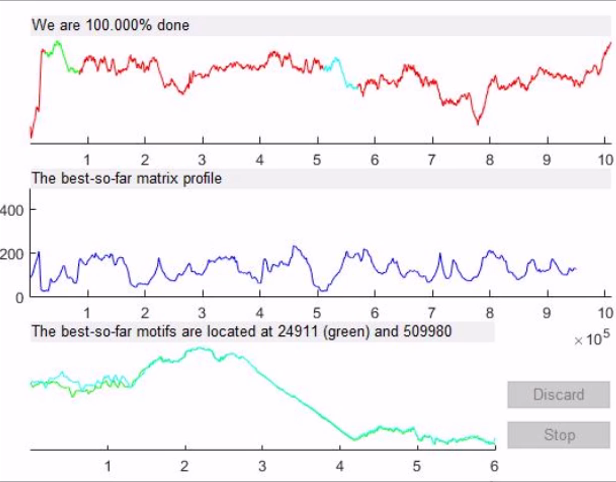 We are 100.000% done
1 2 3 4 5 6 7 8 9 10
The best-so-far matrix profile
400
200
0
1 2 3 4 5 6 7 8 9 10
× 10⁵
The best-so-far motifs are located at 24911 (green) and 509980
Discard
Stop
1 2 3 4 5 6